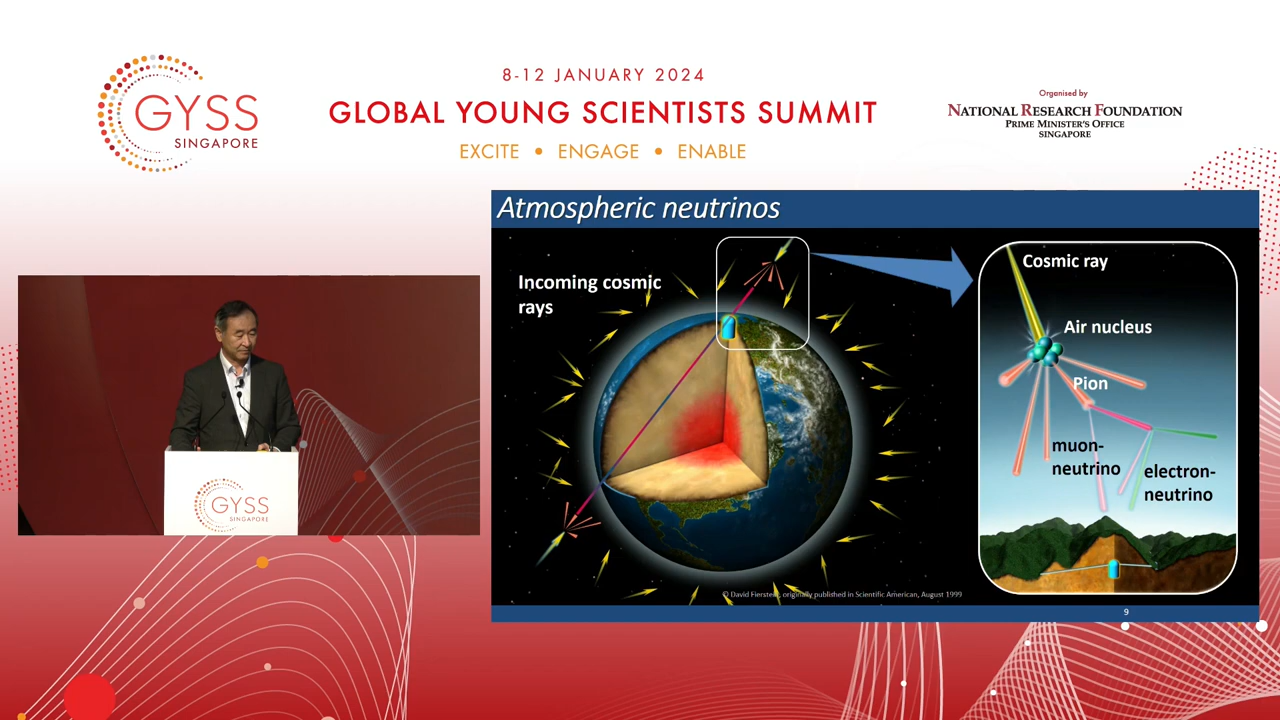 GYSS
SINGAPORE
8-12 JANUARY 2024
GLOBAL YOUNG SCIENTISTS SUMMIT
EXCITE • ENGAGE • ENABLE
Organised by
NATIONAL RESEARCH FOUNDATION
PRIME MINISTER'S OFFICE
SINGAPORE
Atmospheric neutrinos
Incoming cosmic
rays
Cosmic ray
Air nucleus
Pion
muon-
neutrino
electron-
neutrino
© David Fierstein, originally published in Scientific American, August 1999
9
GYSS
SINGAPORE